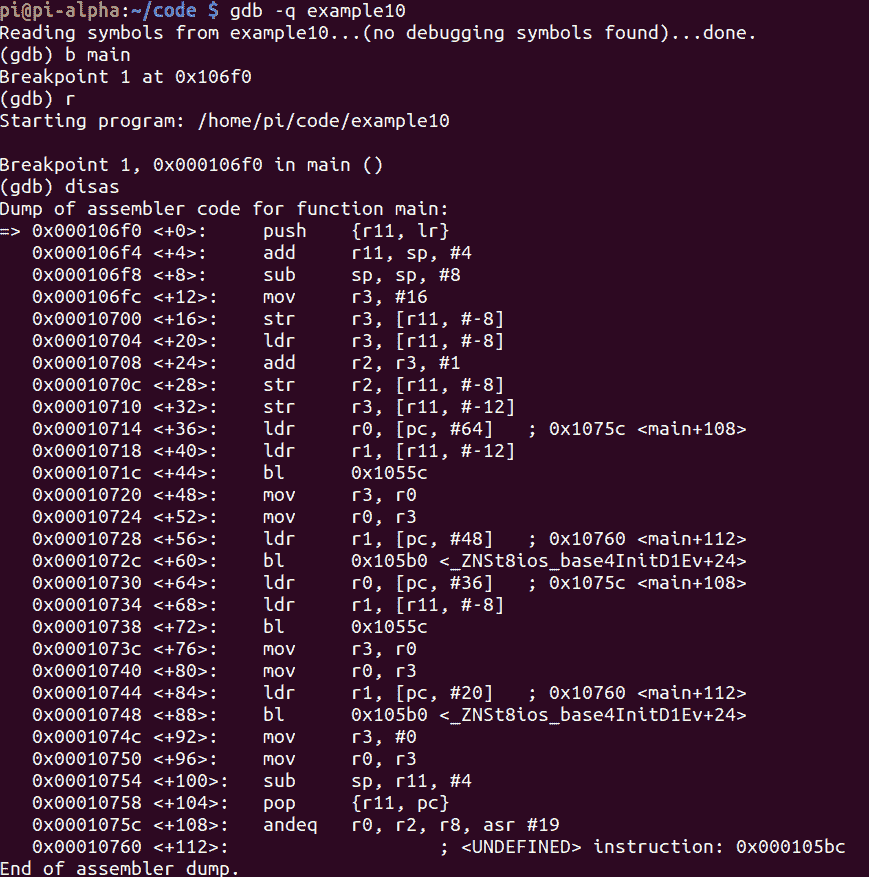 pi@pi-alpha:~/code $ gdb -q example10
Reading symbols from example10...(no debugging symbols found)...done.
(gdb) b main
Breakpoint 1 at 0x106f0
(gdb) r
Starting program: /home/pi/code/example10

Breakpoint 1, 0x000106f0 in main ()
(gdb) disas
Dump of assembler code for function main:
=> 0x000106f0 <+0>:     push    {r11, lr}
   0x000106f4 <+4>:     add     r11, sp, #4
   0x000106f8 <+8>:     sub     sp, sp, #8
   0x000106fc <+12>:    mov     r3, #16
   0x00010700 <+16>:    str     r3, [r11, #-8]
   0x00010704 <+20>:    ldr     r3, [r11, #-8]
   0x00010708 <+24>:    add     r2, r3, #1
   0x0001070c <+28>:    str     r2, [r11, #-8]
   0x00010710 <+32>:    str     r3, [r11, #-12]
   0x00010714 <+36>:    ldr     r0, [pc, #64]   ; 0x1075c <main+108>
   0x00010718 <+40>:    ldr     r1, [r11, #-12]
   0x0001071c <+44>:    bl      0x1055c
   0x00010720 <+48>:    mov     r3, r0
   0x00010724 <+52>:    mov     r0, r3
   0x00010728 <+56>:    ldr     r1, [pc, #48]   ; 0x10760 <main+112>
   0x0001072c <+60>:    bl      0x105b0 <_ZNSt8ios_base4InitD1Ev+24>
   0x00010730 <+64>:    ldr     r0, [pc, #36]   ; 0x1075c <main+108>
   0x00010734 <+68>:    ldr     r1, [r11, #-8]
   0x00010738 <+72>:    bl      0x1055c
   0x0001073c <+76>:    mov     r3, r0
   0x00010740 <+80>:    mov     r0, r3
   0x00010744 <+84>:    ldr     r1, [pc, #20]   ; 0x10760 <main+112>
   0x00010748 <+88>:    bl      0x105b0 <_ZNSt8ios_base4InitD1Ev+24>
   0x0001074c <+92>:    mov     r3, #0
   0x00010750 <+96>:    mov     r0, r3
   0x00010754 <+100>:   sub     sp, r11, #4
   0x00010758 <+104>:   pop     {r11, pc}
   0x0001075c <+108>:   andeq   r0, r2, r8, asr #19
   0x00010760 <+112>:                   ; <UNDEFINED> instruction: 0x000105bc
End of assembler dump.